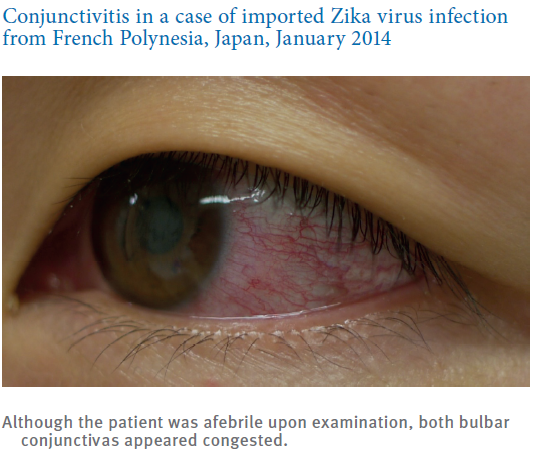 Conjunctivitis in a case of imported Zika virus infection
from French Polynesia, Japan, January 2014
Although the patient was afebrile upon examination, both bulbar
conjunctivas appeared congested.